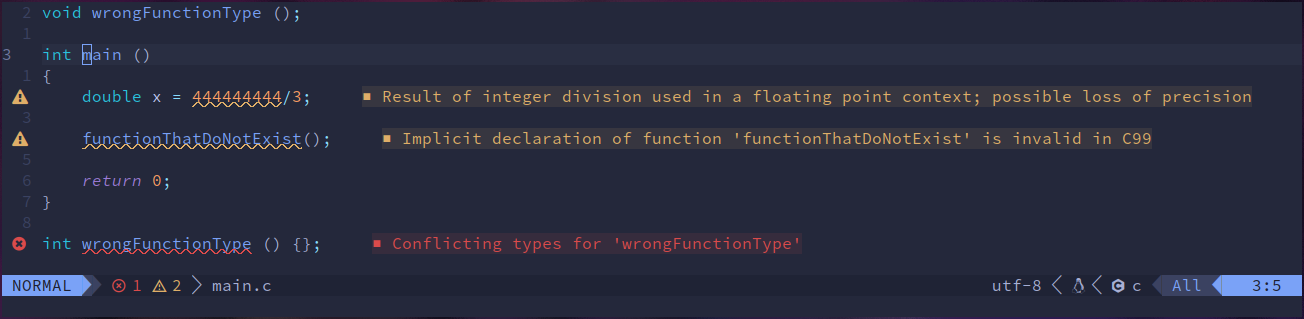 2 void wrongFunctionType ();
1
3 int main ()
1 {
double x = 444444444/3; ■ Result of integer division used in a floating point context; possible loss of precision
3
functionThatDoNotExist(); ■ Implicit declaration of function 'functionThatDoNotExist' is invalid in C99
5
6 return 0;
7 }
8
int wrongFunctionType () {}; ■ Conflicting types for 'wrongFunctionType'
NORMAL 1 2 main.c utf-8 c All 3:5